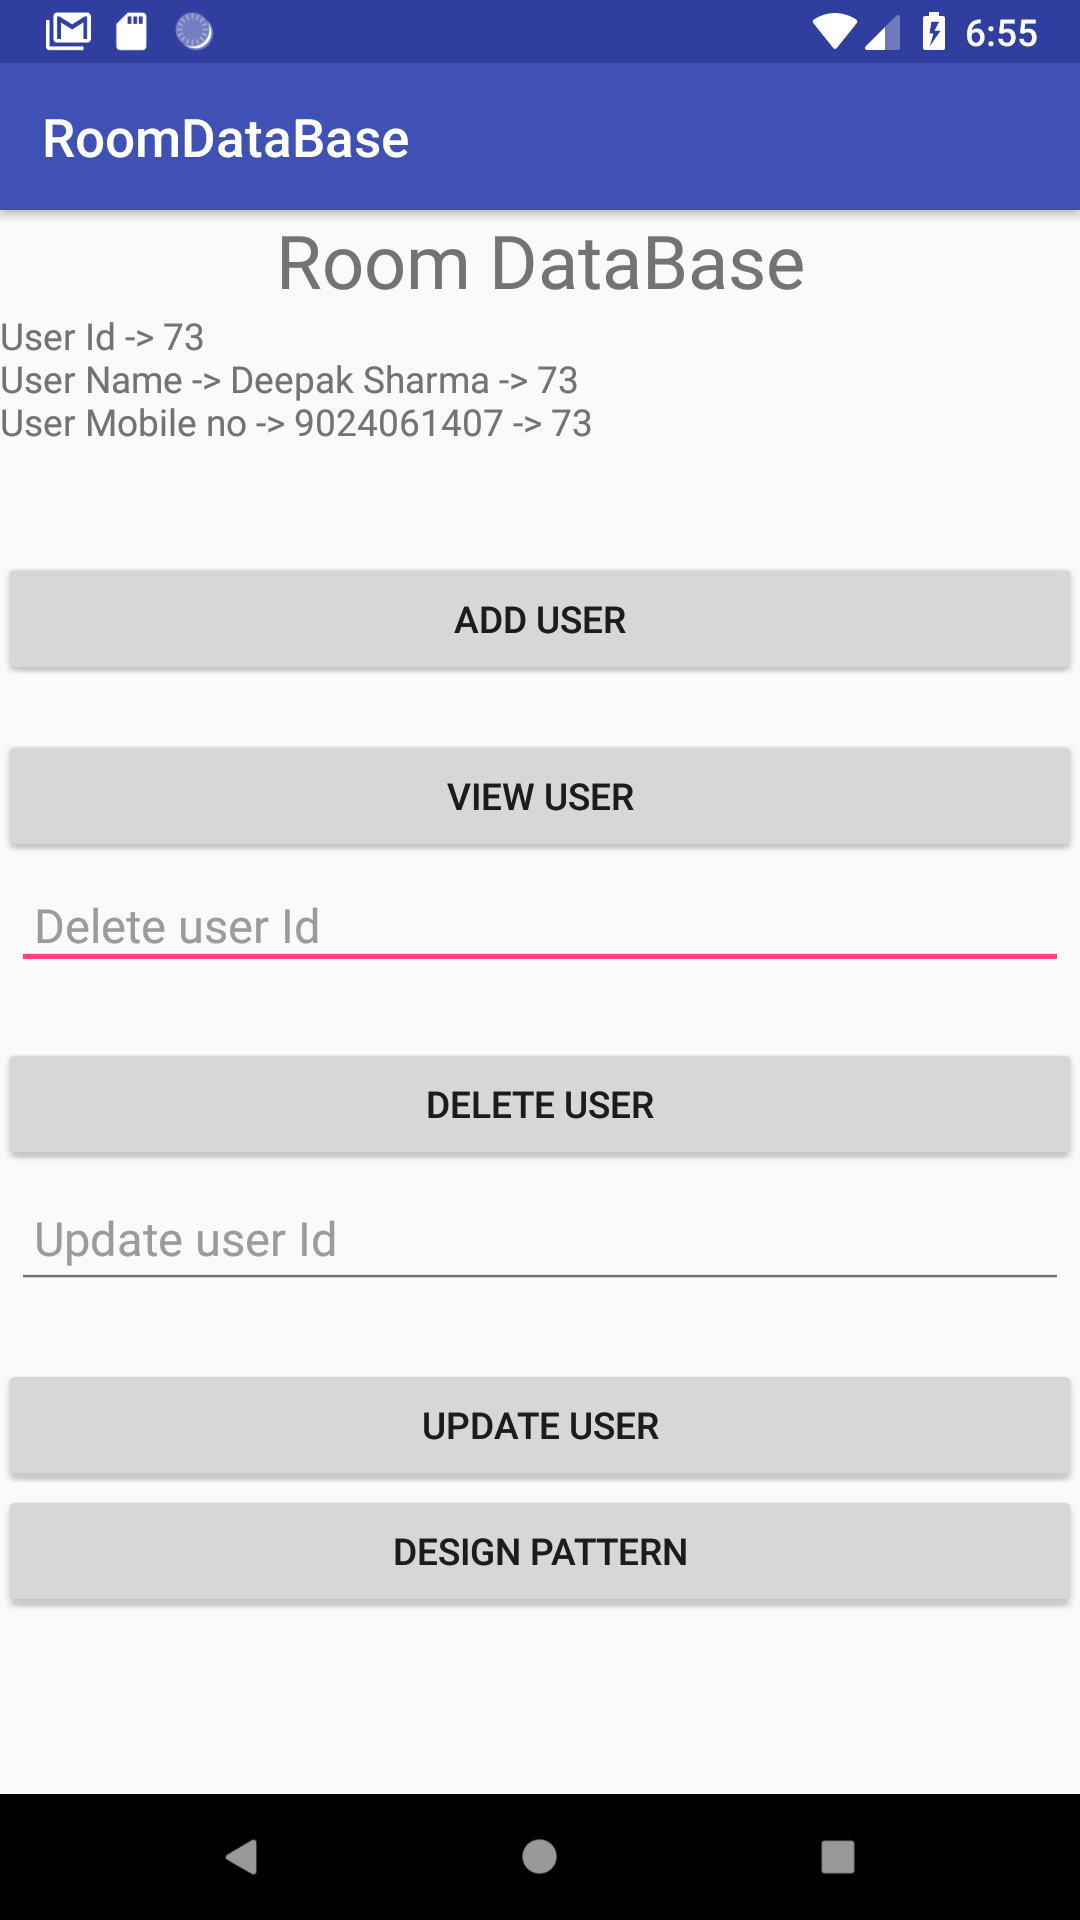 6:55
RoomDataBase
Room DataBase
User Id -> 73
User Name -> Deepak Sharma -> 73
User Mobile no -> 9024061407 -> 73
ADD USER
VIEW USER
Delete user Id
DELETE USER
Update user Id
UPDATE USER
DESIGN PATTERN